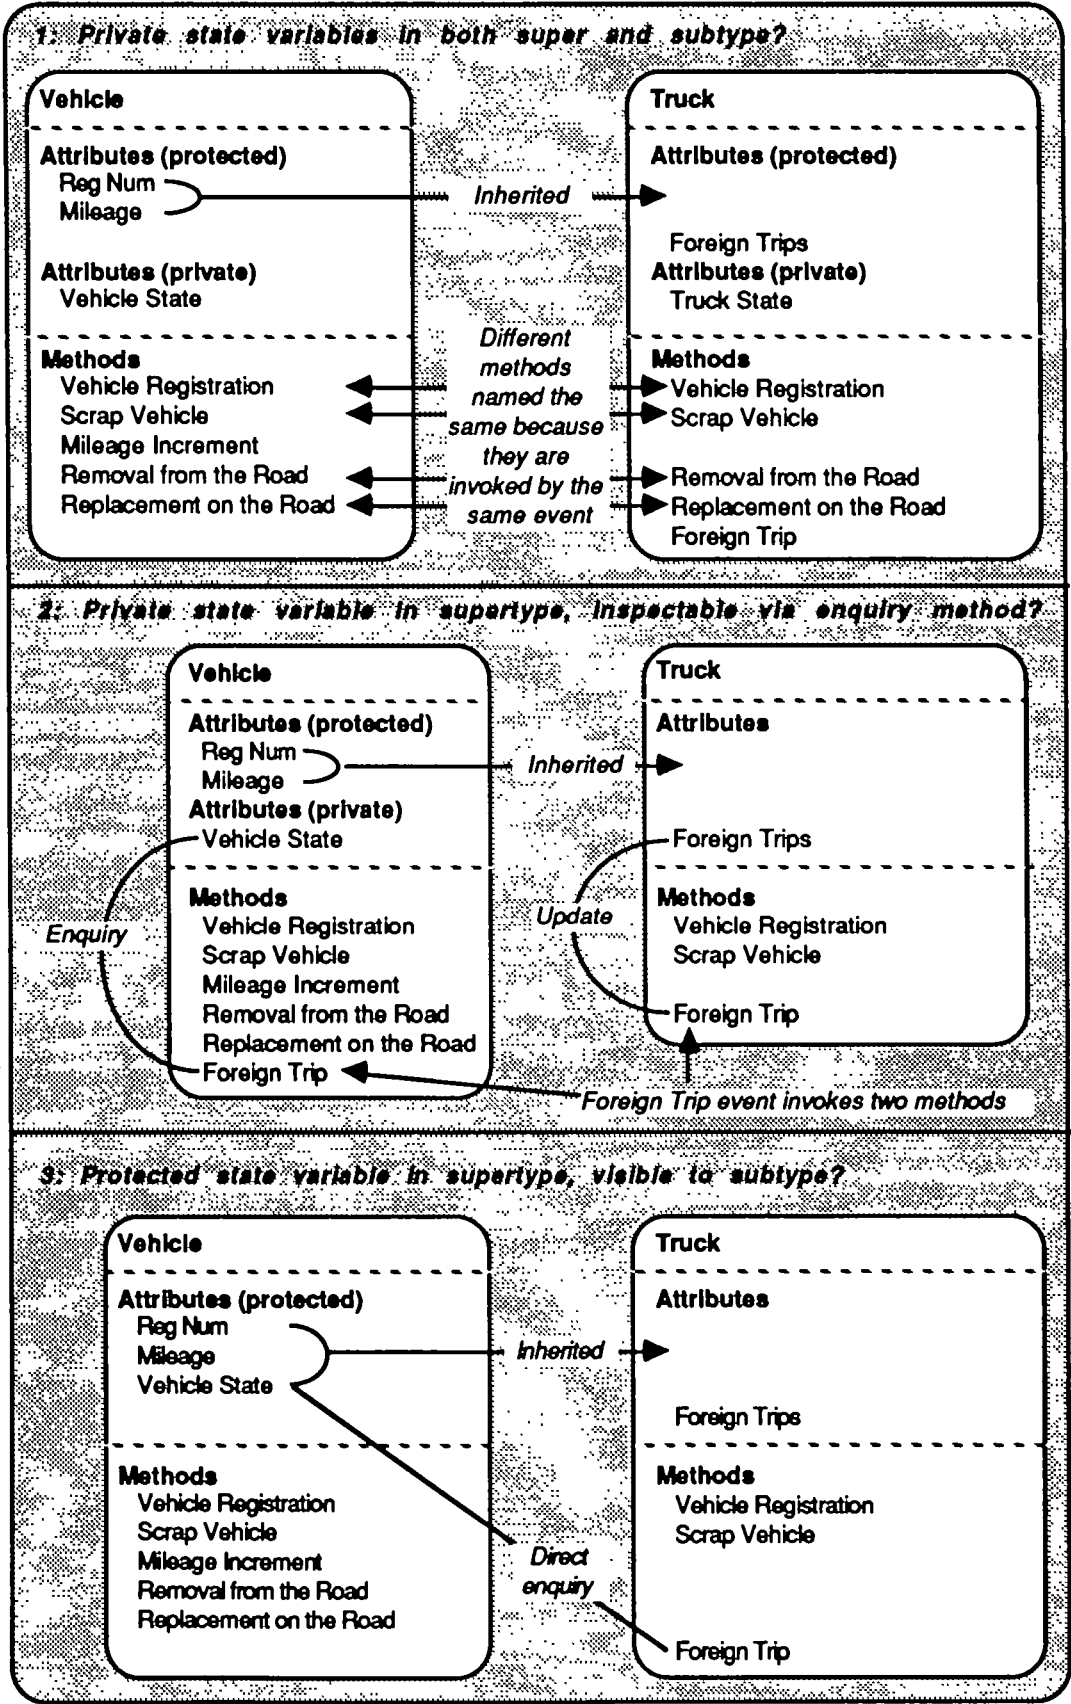 1: Private state variables in both super and subtype?
Vehicle
Attributes (protected)
Reg Num
Mileage
Attributes (private)
Vehicle State
Methods
Vehicle Registration
Scrap Vehicle
Mileage Increment
Removal from the Road
Replacement on the Road
Inherited
Different
methods
named the
same because
they are
invoked by the
same event
Truck
Attributes (protected)
Foreign Trips
Attributes (private)
Truck State
Methods
Vehicle Registration
Scrap Vehicle
Removal from the Road
Replacement on the Road
Foreign Trip
2: Private state variable in supertype, inspectable via enquiry method?
Vehicle
Attributes (protected)
Reg Num
Mileage
Attributes (private)
Vehicle State
Methods
Vehicle Registration
Scrap Vehicle
Mileage Increment
Removal from the Road
Replacement on the Road
Foreign Trip
Enquiry
Inherited
Update
Truck
Attributes
Foreign Trips
Methods
Vehicle Registration
Scrap Vehicle
Foreign Trip
Foreign Trip event invokes two methods
3: Protected state variable in supertype, visible to subtype?
Vehicle
Attributes (protected)
Reg Num
Mileage
Vehicle State
Methods
Vehicle Registration
Scrap Vehicle
Mileage Increment
Removal from the Road
Replacement on the Road
Inherited
Direct
enquiry
Truck
Attributes
Foreign Trips
Methods
Vehicle Registration
Scrap Vehicle
Foreign Trip